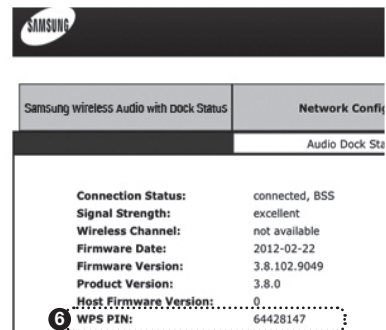 SAMSUNG
Samsung Wireless Audio with Dock Status Network Config
Audio Dock Sta
Connection Status: connected, BSS
Signal Strength: excellent
Wireless Channel: not available
Firmware Date: 2012-02-22
Firmware Version: 3.8.102.9049
Product Version: 3.8.0
Host Firmware Version: 0
6 WPS PIN: 64428147